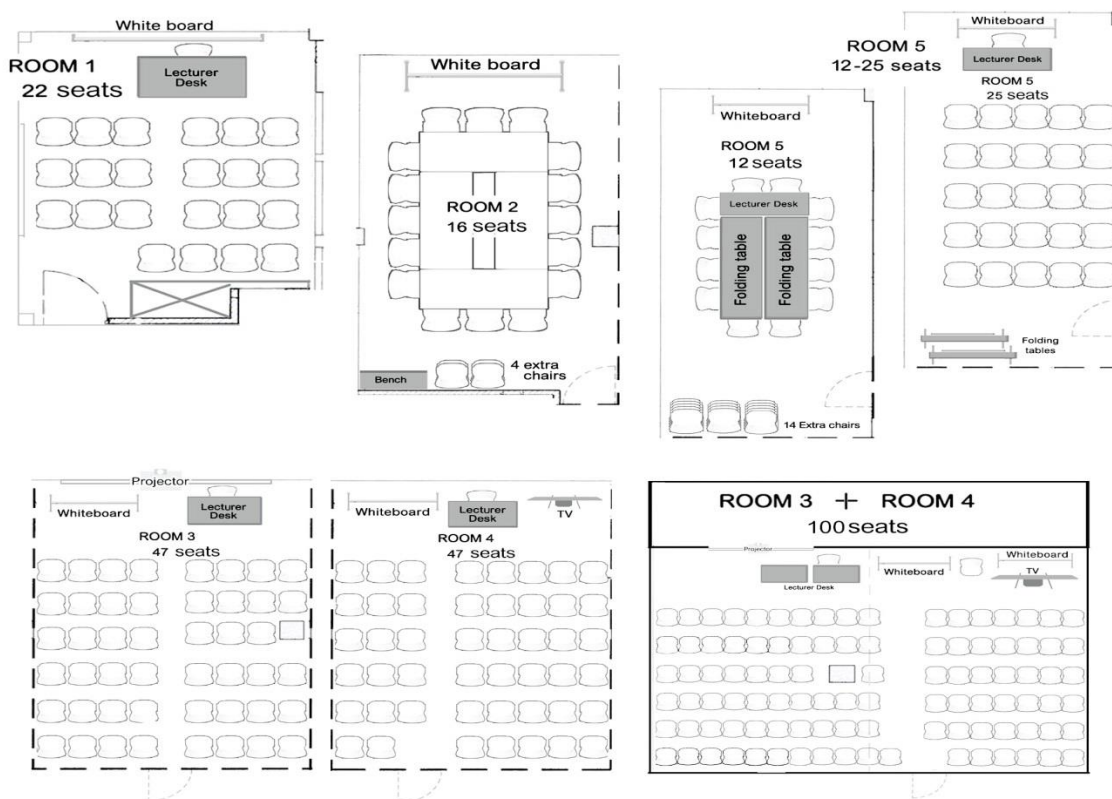 White board
ROOM 1
22 seats
Lecturer
Desk
White board
ROOM 2
16 seats
Bench
4 extra
chairs
ROOM 5
12-25 seats
Whiteboard
ROOM 5
12 seats
Lecturer Desk
Folding table
Folding table
14 Extra chairs
Whiteboard
Lecturer Desk
ROOM 5
25 seats
Folding
tables
Projector
Whiteboard
Lecturer
Desk
ROOM 3
47 seats
Whiteboard
Lecturer
Desk
TV
ROOM 4
47 seats
ROOM 3 + ROOM 4
100 seats
Projector
Lecturer Desk
Whiteboard
Whiteboard
TV